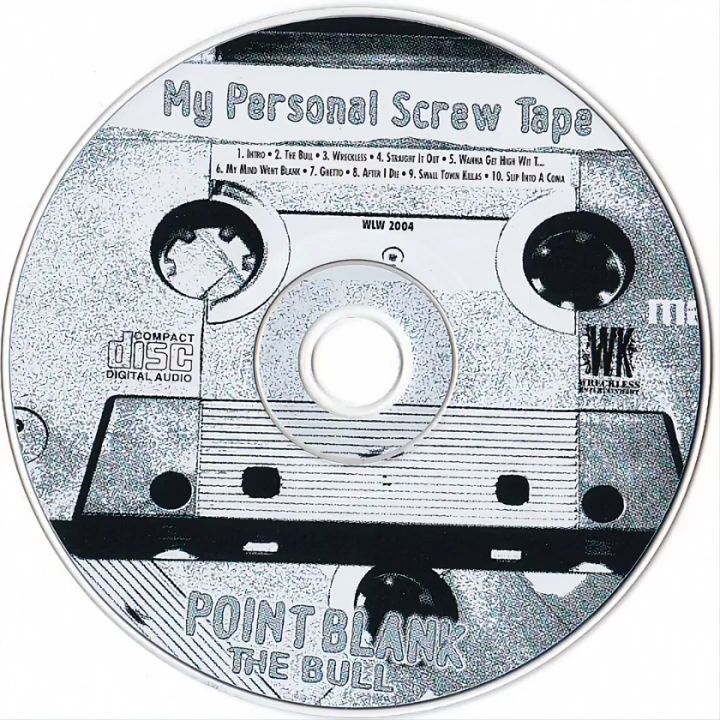 My Personal Screw Tape
1. Intro • 2. The Bull • 3. Wreckless • 4. Straight It Out • 5. Wanna Get High Wit T...
6. My Mind Went Blank • 7. Ghetto • 8. After I Die • 9. Small Town Killas • 10. Slip Into A Coma
WLW 2004
COMPACT
disc
DIGITAL AUDIO
WK
WRECKLESS
ENTERTAINMENT
POINT BLANK
THE BULL